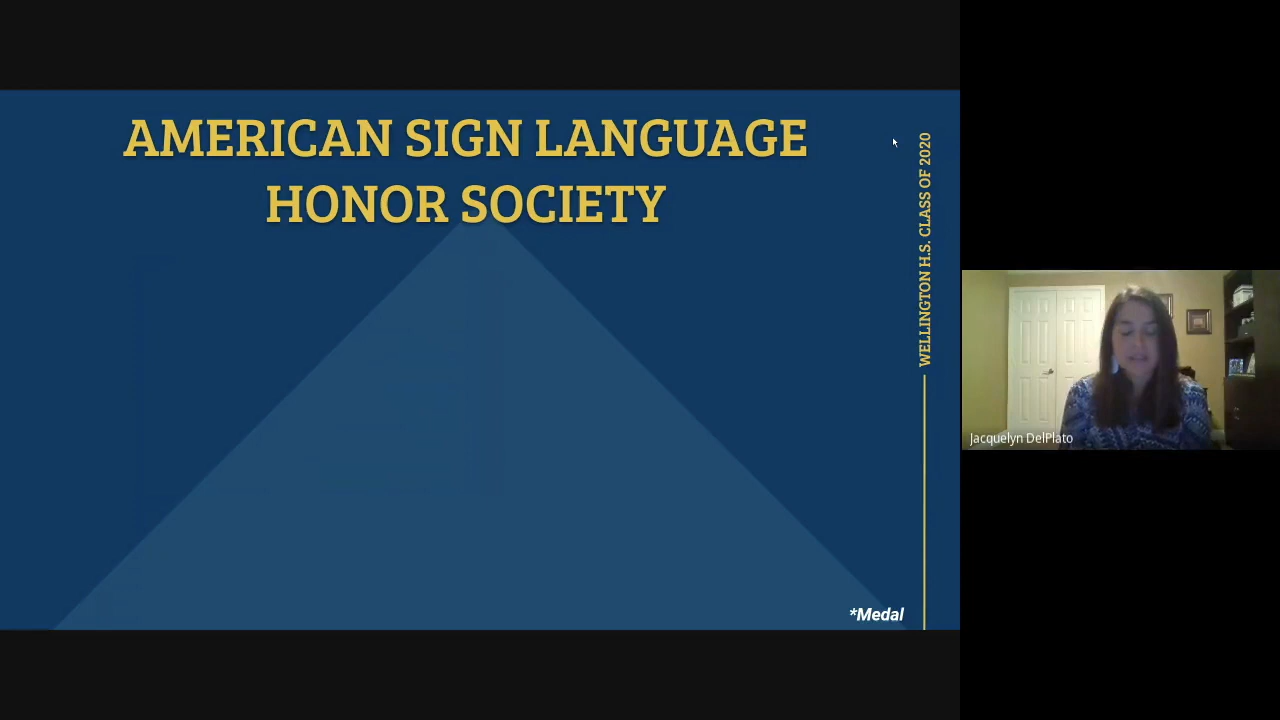 AMERICAN SIGN LANGUAGE
HONOR SOCIETY
WELLINGTON H.S. CLASS OF 2020
*Medal
Jacquelyn DelPlato